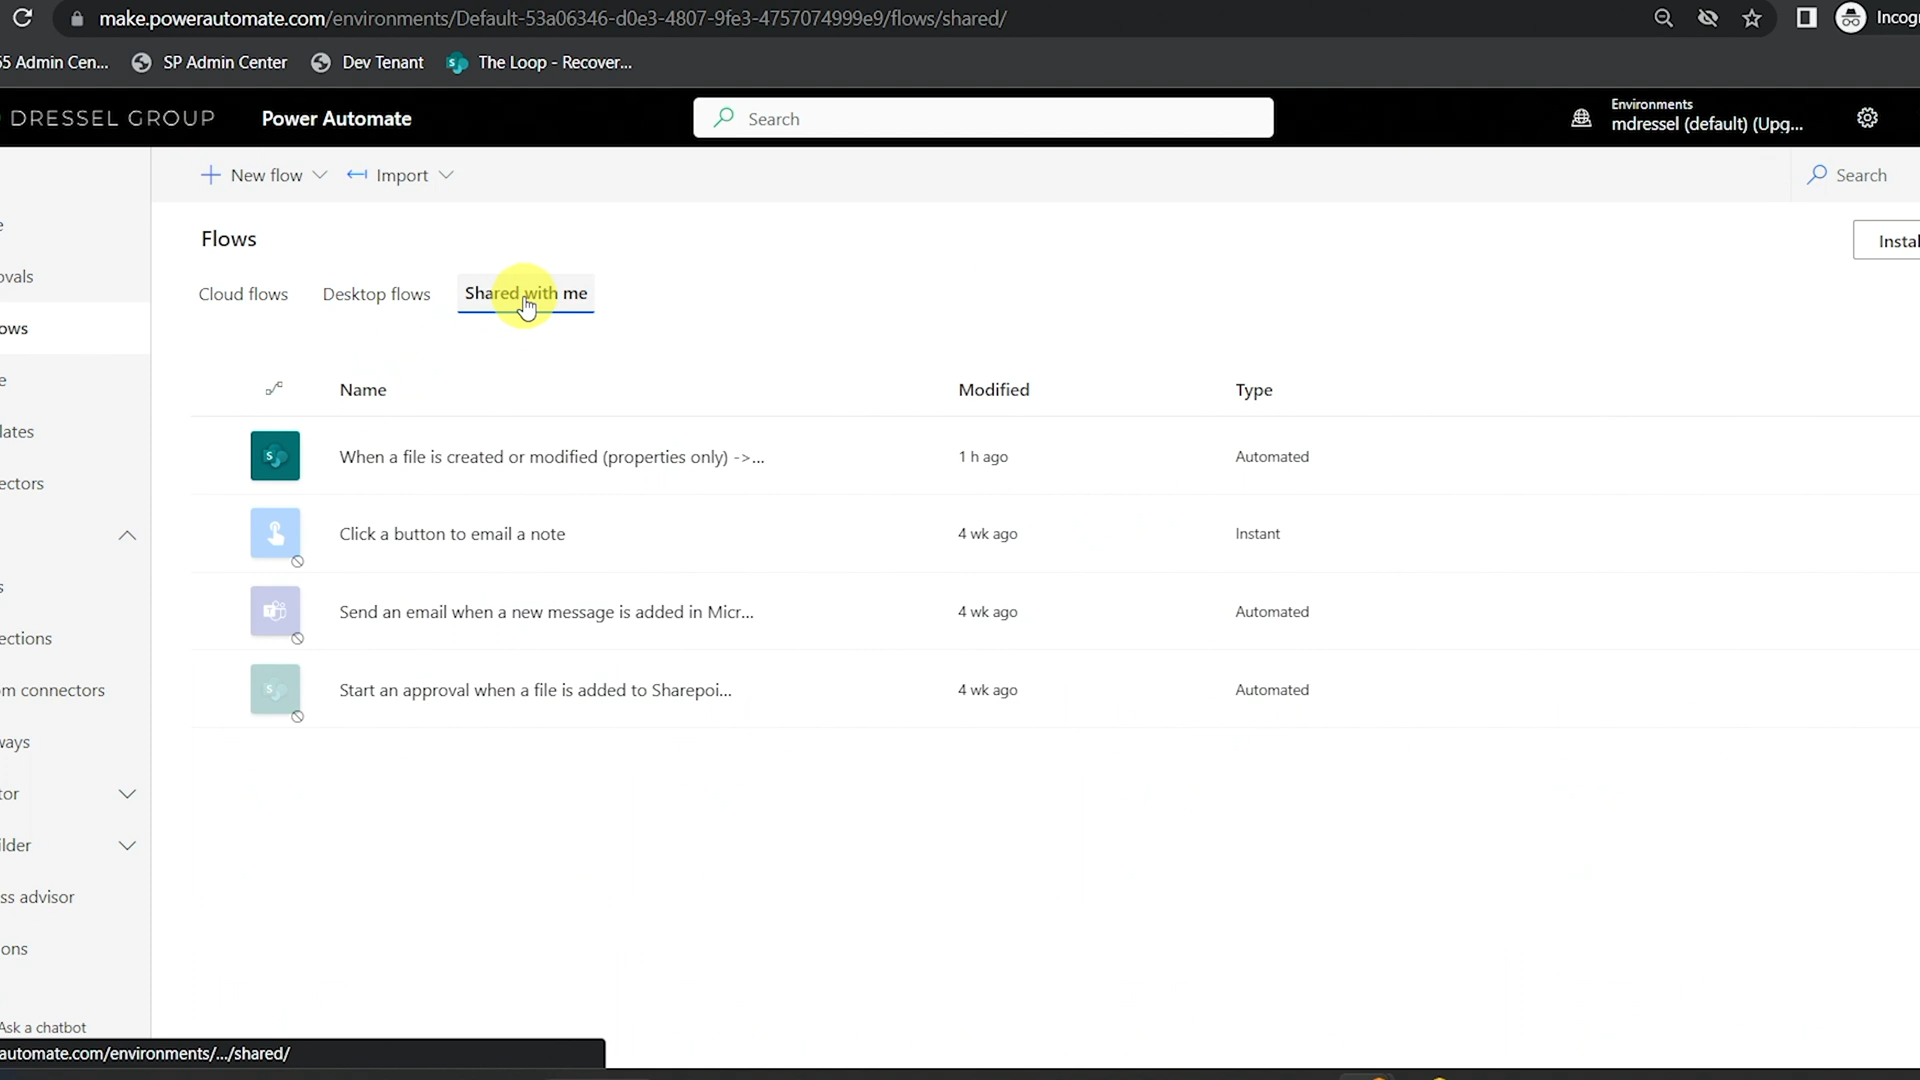 make.powerautomate.com/environments/Default-53a06346-d0e3-4807-9fe3-4757074999e9/flows/shared/
Incog
55 Admin Cen...
SP Admin Center
Dev Tenant
The Loop - Recover...
DRESSEL GROUP
Power Automate
Search
Environments
mdressel (default) (Upg...
New flow
Import
Search
Flows
Instal
Cloud flows
Desktop flows
Shared with me
e
ovals
ows
e
lates
ectors
s
ections
m connectors
ways
tor
ilder
ss advisor
ons
Ask a chatbot
Name
Modified
Type
When a file is created or modified (properties only) ->...
1 h ago
Automated
Click a button to email a note
4 wk ago
Instant
Send an email when a new message is added in Micr...
4 wk ago
Automated
Start an approval when a file is added to Sharepoi...
4 wk ago
Automated
automate.com/environments/.../shared/